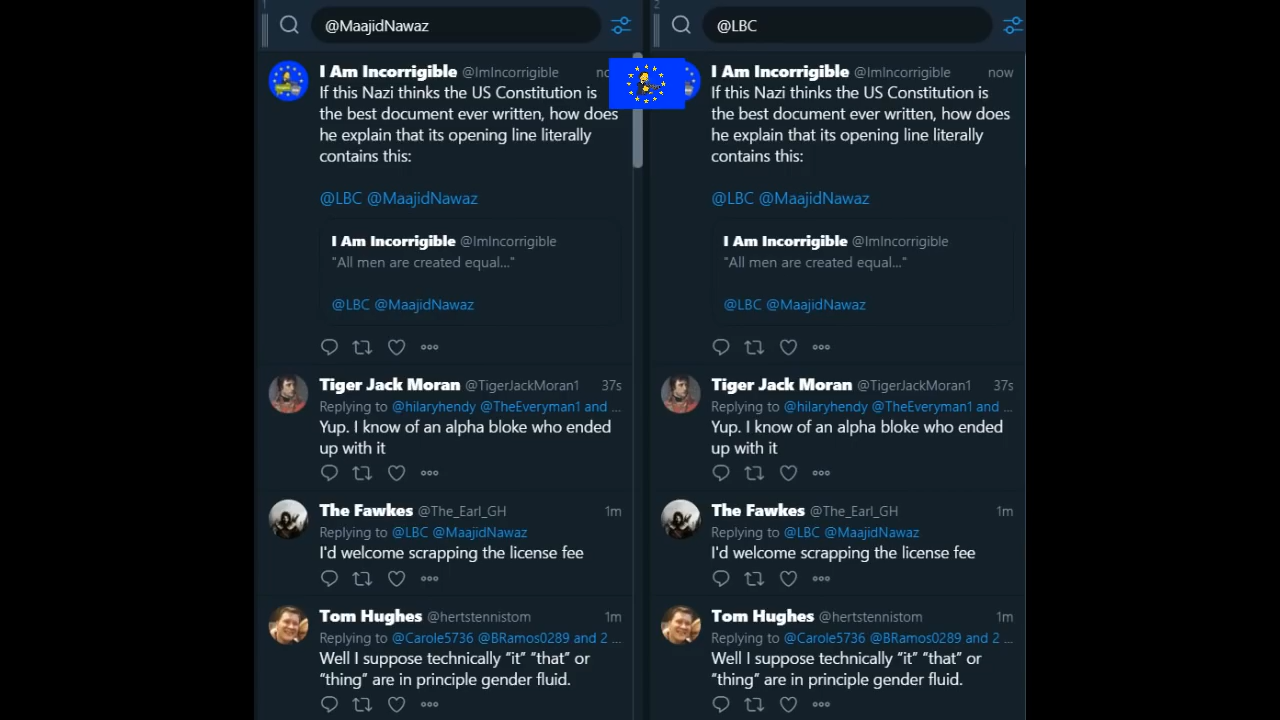 1
@MaajidNawaz
I Am Incorrigible @ImIncorrigible
If this Nazi thinks the US Constitution is
the best document ever written, how does
he explain that its opening line literally
contains this:
@LBC @MaajidNawaz
I Am Incorrigible @ImIncorrigible
"All men are created equal..."
@LBC @MaajidNawaz
Tiger Jack Moran @TigerJackMoran1 37s
Replying to @hilaryhendy @TheEveryman1 and ...
Yup. I know of an alpha bloke who ended
up with it
The Fawkes @The_Earl_GH 1m
Replying to @LBC @MaajidNawaz
I'd welcome scrapping the license fee
Tom Hughes @hertstennistom 1m
Replying to @Carole5736 @BRamos0289 and 2 ...
Well I suppose technically “it” “that” or
“thing” are in principle gender fluid.
2
@LBC
I Am Incorrigible @ImIncorrigible now
If this Nazi thinks the US Constitution is
the best document ever written, how does
he explain that its opening line literally
contains this:
@LBC @MaajidNawaz
I Am Incorrigible @ImIncorrigible
"All men are created equal..."
@LBC @MaajidNawaz
Tiger Jack Moran @TigerJackMoran1 37s
Replying to @hilaryhendy @TheEveryman1 and ...
Yup. I know of an alpha bloke who ended
up with it
The Fawkes @The_Earl_GH 1m
Replying to @LBC @MaajidNawaz
I'd welcome scrapping the license fee
Tom Hughes @hertstennistom 1m
Replying to @Carole5736 @BRamos0289 and 2 ...
Well I suppose technically “it” “that” or
“thing” are in principle gender fluid.